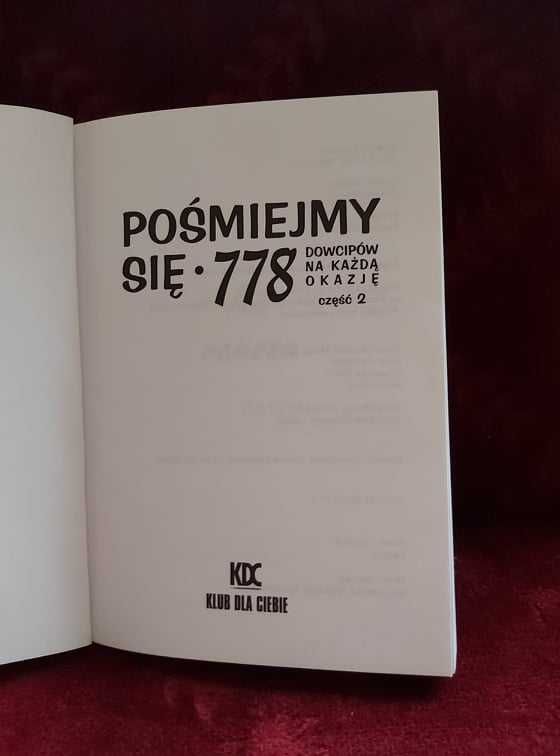 POŚMIEJMY
SIĘ • 778
DOWCIPÓW
NA KAŻDĄ
OKAZJĘ
część 2
KDC
KLUB DLA CIEBIE